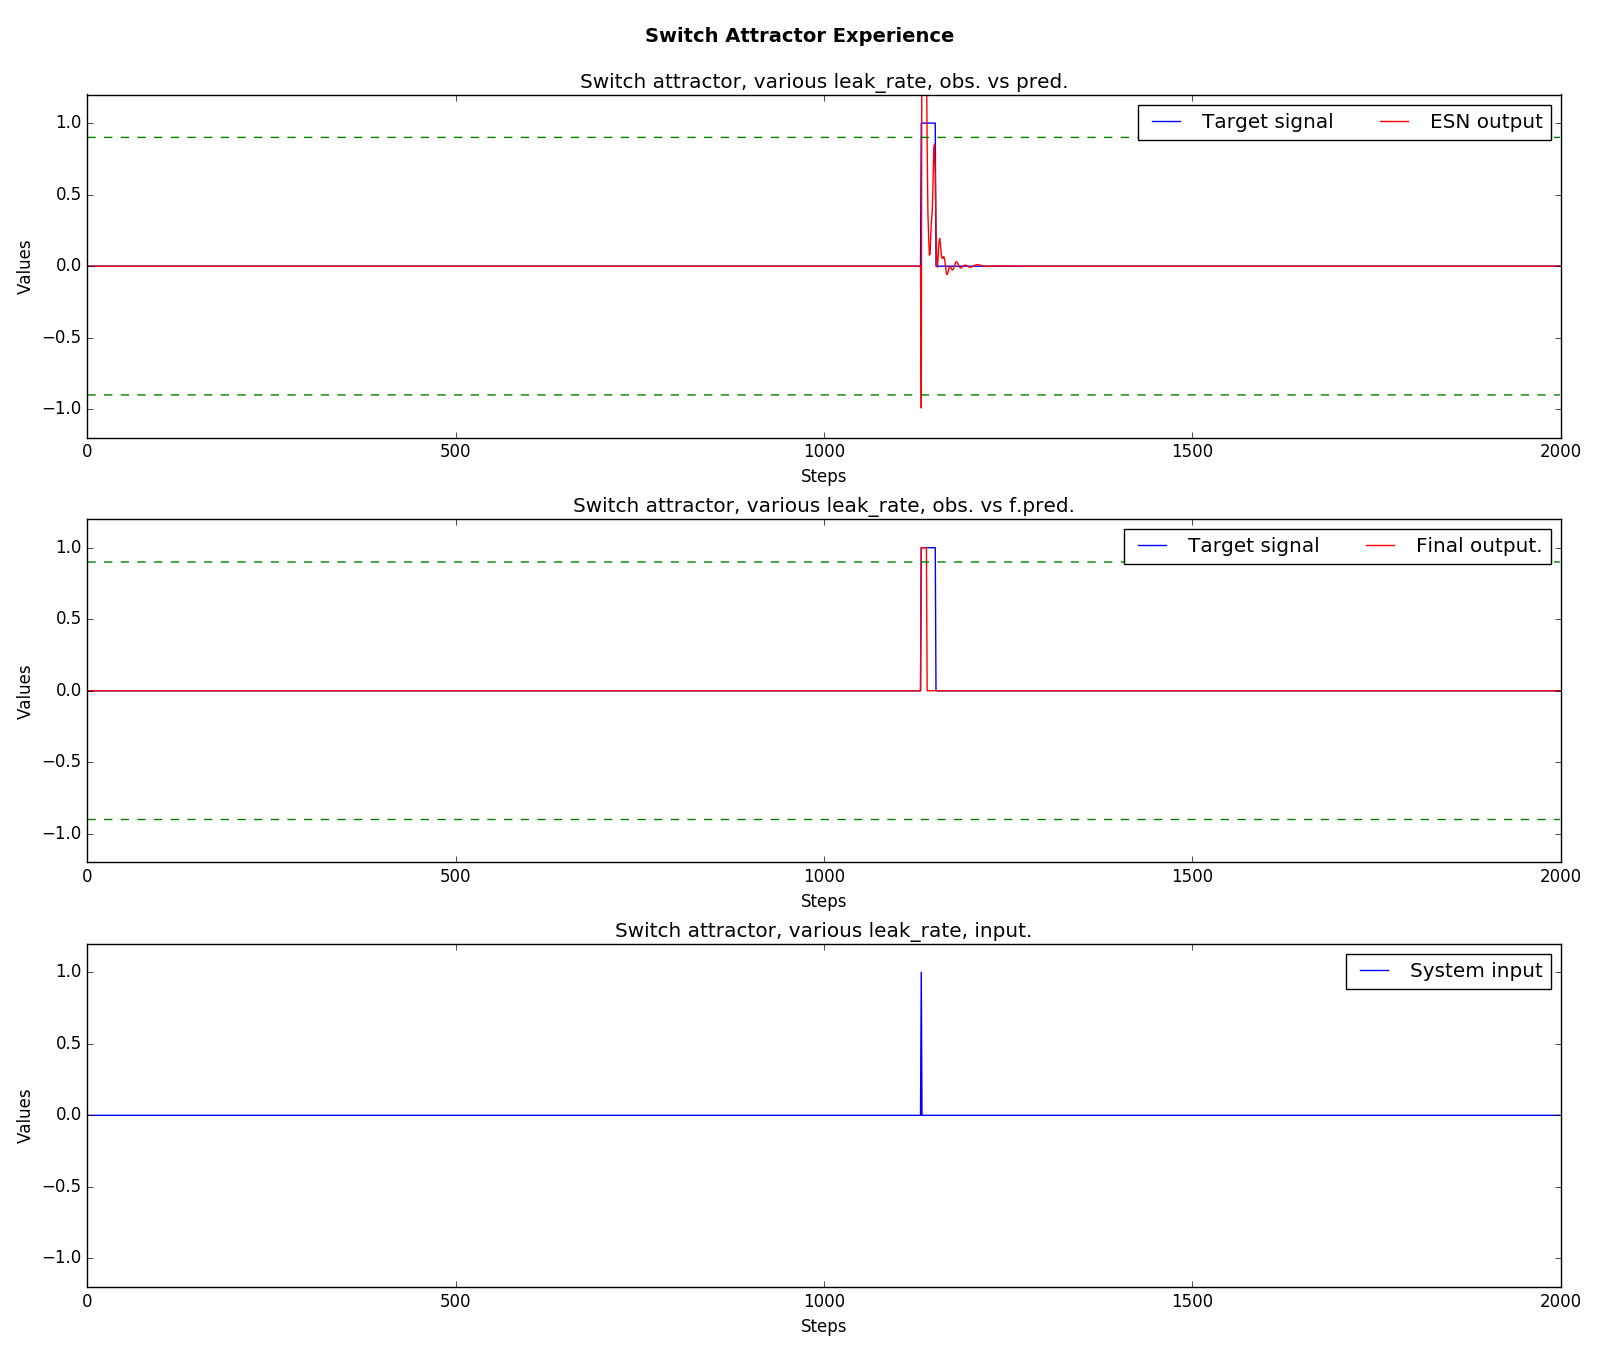 Switch Attractor Experience
Switch attractor, various leak_rate, obs. vs pred.
Target signal ESN output
1.0
0.5
0.0
−0.5
−1.0
Values
0 500 1000 1500 2000
Steps
Switch attractor, various leak_rate, obs. vs f.pred.
Target signal Final output.
1.0
0.5
0.0
−0.5
−1.0
Values
0 500 1000 1500 2000
Steps
Switch attractor, various leak_rate, input.
System input
1.0
0.5
0.0
−0.5
−1.0
Values
0 500 1000 1500 2000
Steps